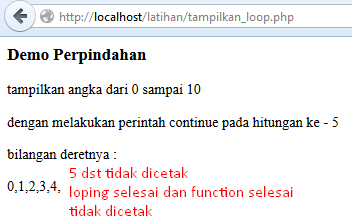 http://localhost/latihan/tampilkan_loop.php
Demo Perpindahan
tampilkan angka dari 0 sampai 10
dengan melakukan perintah continue pada hitungan ke - 5
bilangan deretnya :
0,1,2,3,4,
5 dst tidak dicetak
loping selesai dan function selesai
tidak dicetak